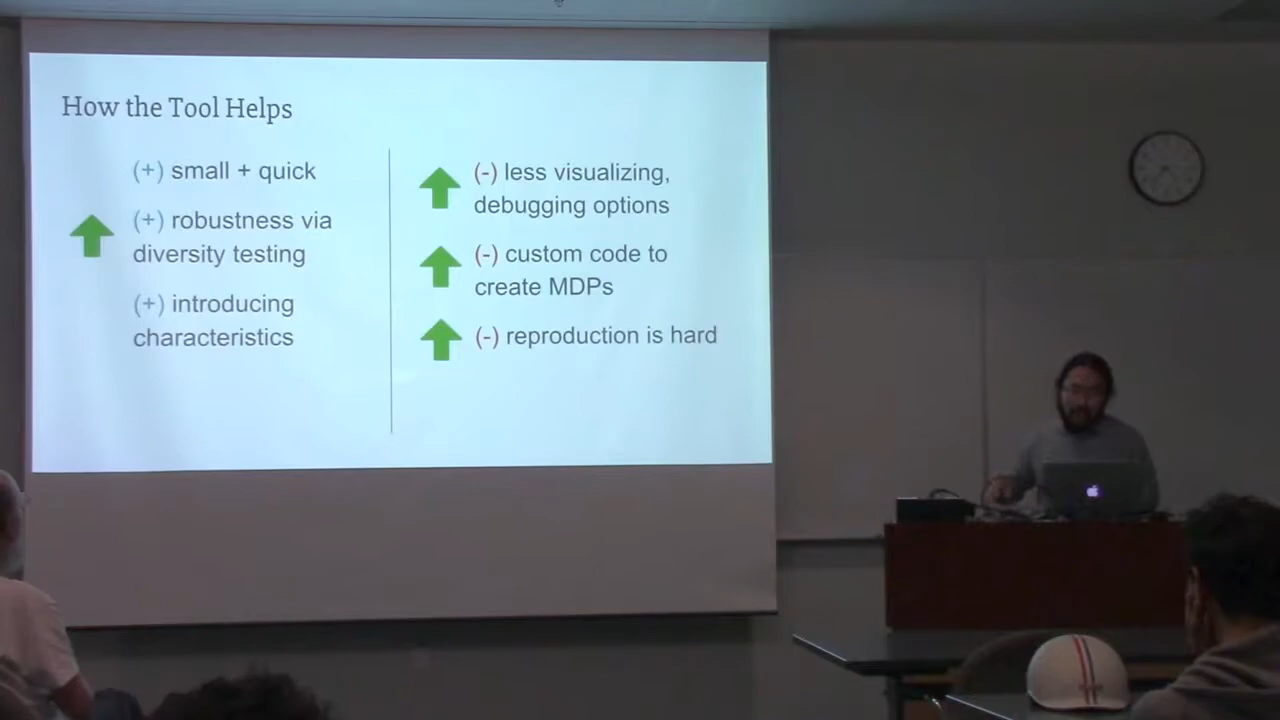 How the Tool Helps
(+) small + quick
(+) robustness via
diversity testing
(+) introducing
characteristics
(-) less visualizing,
debugging options
(-) custom code to
create MDPs
(-) reproduction is hard